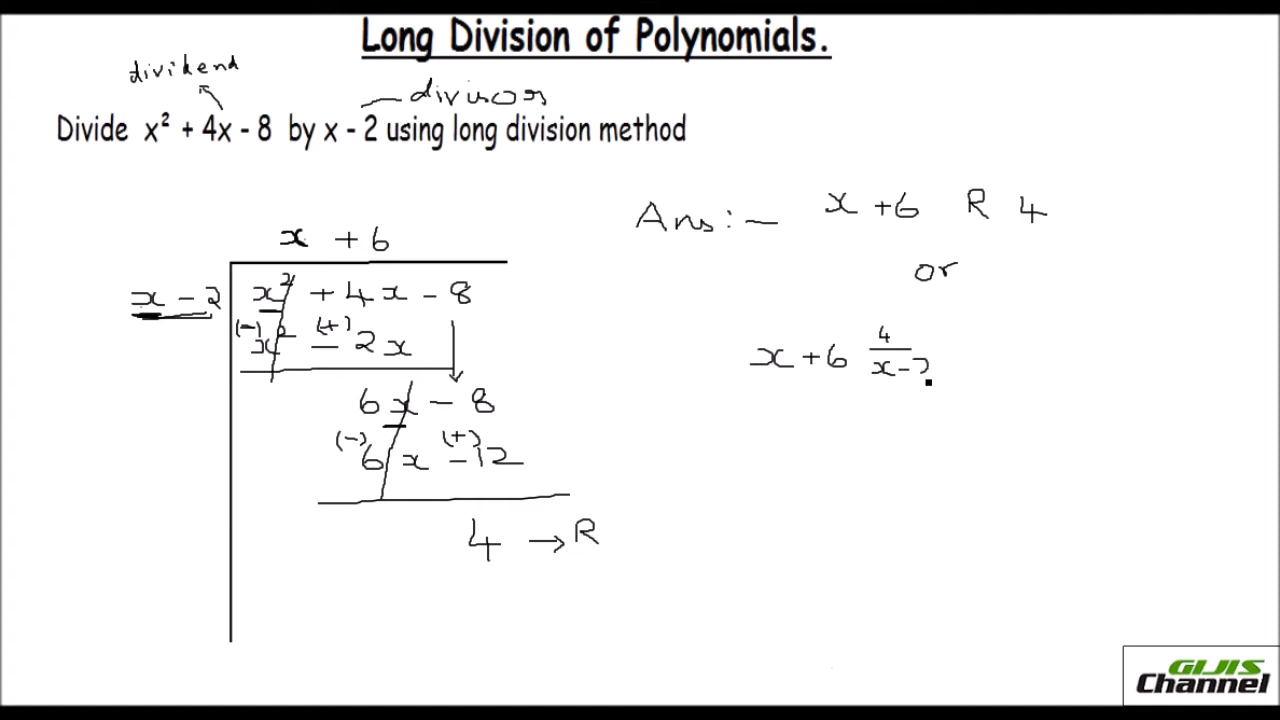 Long Division of Polynomials.
dividend
divisor
Divide x² + 4x - 8 by x - 2 using long division method
Ans:- x + 6 R 4
x + 6
or
x - 2 x² + 4x - 8
(-) (+)
x² - 2x
x + 6 4/x-2
6x - 8
(-) (+)
6x - 12
4 → R
GIJIS
Channel